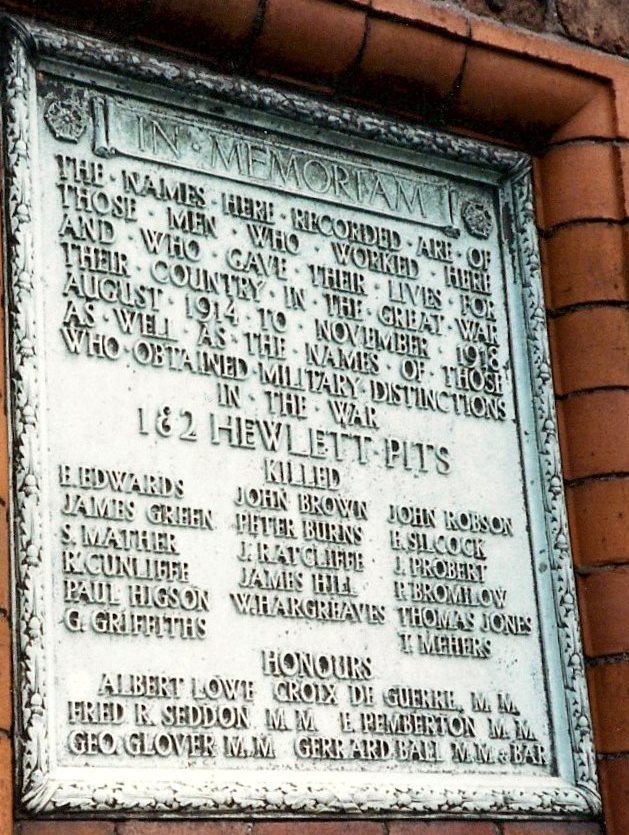 IN · MEMORIAM
THE · NAMES · HERE · RECORDED · ARE · OF
THOSE · MEN · WHO · WORKED · HERE
AND · WHO · GAVE · THEIR · LIVES · FOR
THEIR · COUNTRY · IN · THE · GREAT · WAR
AUGUST · 1914 · TO · NOVEMBER · 1918
AS · WELL · AS · THE · NAMES · OF · THOSE
WHO · OBTAINED · MILITARY · DISTINCTIONS
IN · THE · WAR
1 & 2 HEWLETT · PITS
KILLED
E. EDWARDS JOHN BROWN JOHN ROBSON
JAMES GREEN PETER BURNS E. SILCOCK
S. MATHER J. RATCLIFFE J. PROBERT
R. CUNLIFFE JAMES HILL P. BROMILOW
PAUL HIGSON W. HARGREAVES THOMAS JONES
G. GRIFFITHS T. MEHERS
HONOURS
ALBERT LOWE CROIX DE GUERRE, M. M.
FRED R. SEDDON M. M E. PEMBERTON M. M.
GEO. GLOVER M. M GERRARD BALL M. M & BAR